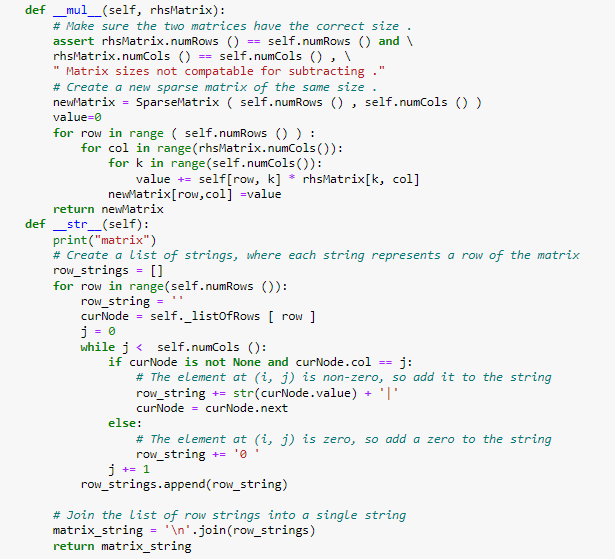 def __mul__(self, rhsMatrix):
# Make sure the two matrices have the correct size .
assert rhsMatrix.numRows () == self.numRows () and \
rhsMatrix.numCols () == self.numCols () , \
" Matrix sizes not compatable for subtracting ."
# Create a new sparse matrix of the same size .
newMatrix = SparseMatrix ( self.numRows () , self.numCols () )
value=0
for row in range ( self.numRows () ) :
for col in range(rhsMatrix.numCols()):
for k in range(self.numCols()):
value += self[row, k] * rhsMatrix[k, col]
newMatrix[row,col] =value
return newMatrix
def __str__(self):
print("matrix")
# Create a list of strings, where each string represents a row of the matrix
row_strings = []
for row in range(self.numRows ()):
row_string = ''
curNode = self._listOfRows [ row ]
j = 0
while j <  self.numCols ():
if curNode is not None and curNode.col == j:
# The element at (i, j) is non-zero, so add it to the string
row_string += str(curNode.value) + '|'
curNode = curNode.next
else:
# The element at (i, j) is zero, so add a zero to the string
row_string += '0 '
j += 1
row_strings.append(row_string)
# Join the list of row strings into a single string
matrix_string = '\n'.join(row_strings)
return matrix_string